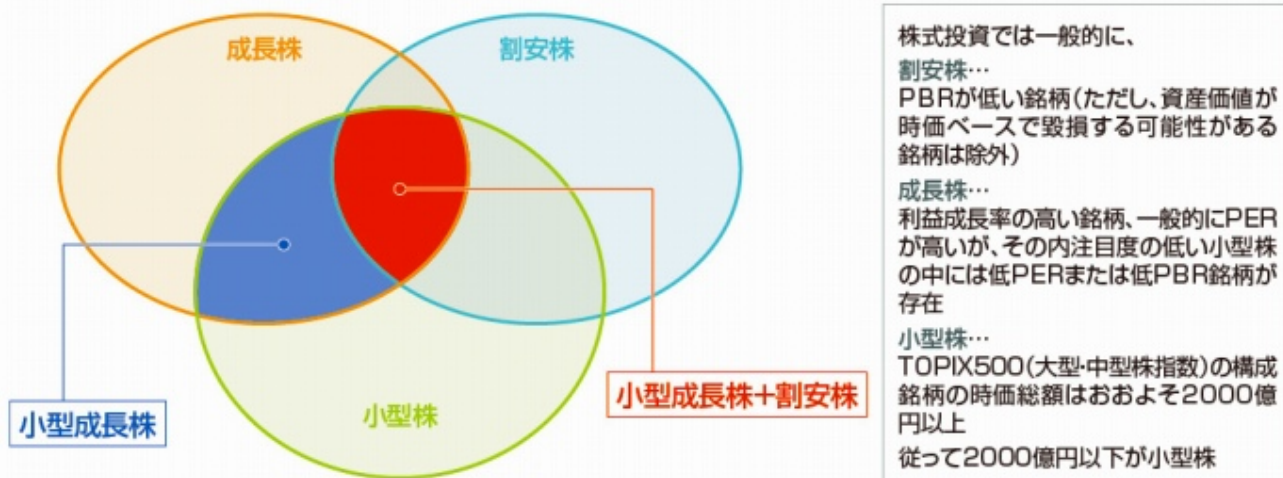 成長株
割安株
小型株
小型成長株
小型成長株+割安株
株式投資では一般的に、
割安株…
PBRが低い銘柄(ただし、資産価値が
時価ベースで毀損する可能性がある
銘柄は除外)
成長株…
利益成長率の高い銘柄、一般的にPER
が高いが、その内注目度の低い小型株
の中には低PERまたは低PBR銘柄が
存在
小型株…
TOPIX500(大型・中型株指数)の構成
銘柄の時価総額はおおよそ2000億
円以上
従って2000億円以下が小型株